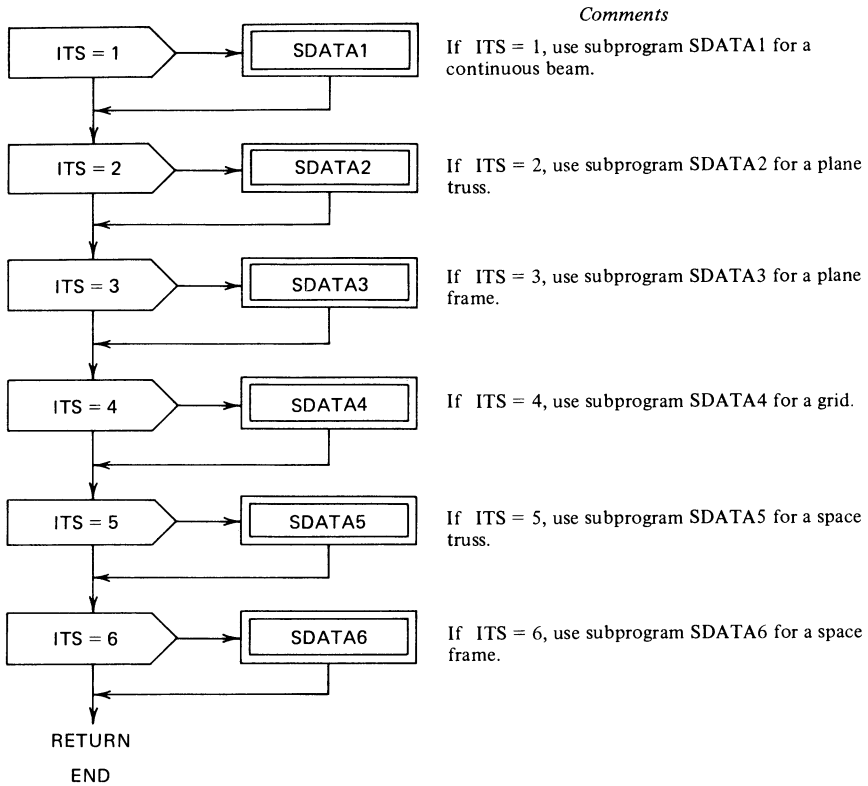 Comments
ITS = 1
SDATA1
If ITS = 1, use subprogram SDATA1 for a
continuous beam.
ITS = 2
SDATA2
If ITS = 2, use subprogram SDATA2 for a plane
truss.
ITS = 3
SDATA3
If ITS = 3, use subprogram SDATA3 for a plane
frame.
ITS = 4
SDATA4
If ITS = 4, use subprogram SDATA4 for a grid.
ITS = 5
SDATA5
If ITS = 5, use subprogram SDATA5 for a space
truss.
ITS = 6
SDATA6
If ITS = 6, use subprogram SDATA6 for a space
frame.
RETURN
END